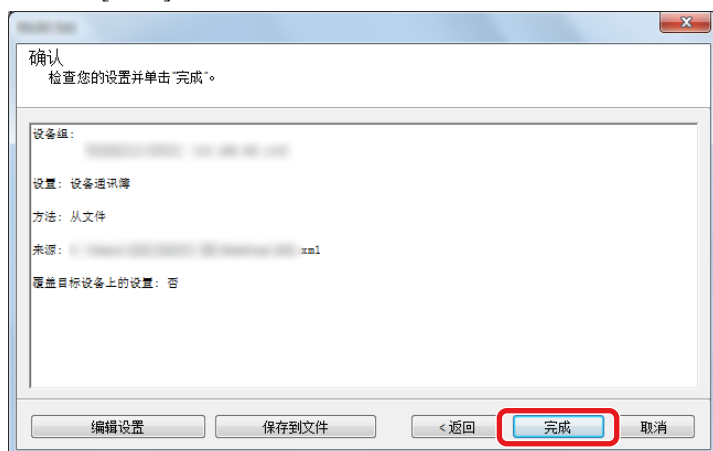 确认
检查您的设置并单击"完成"。
设备组:
设置: 设备通讯簿
方法: 从文件
来源: xml
覆盖目标设备上的设置: 否
编辑设置 保存到文件 <返回 完成 取消